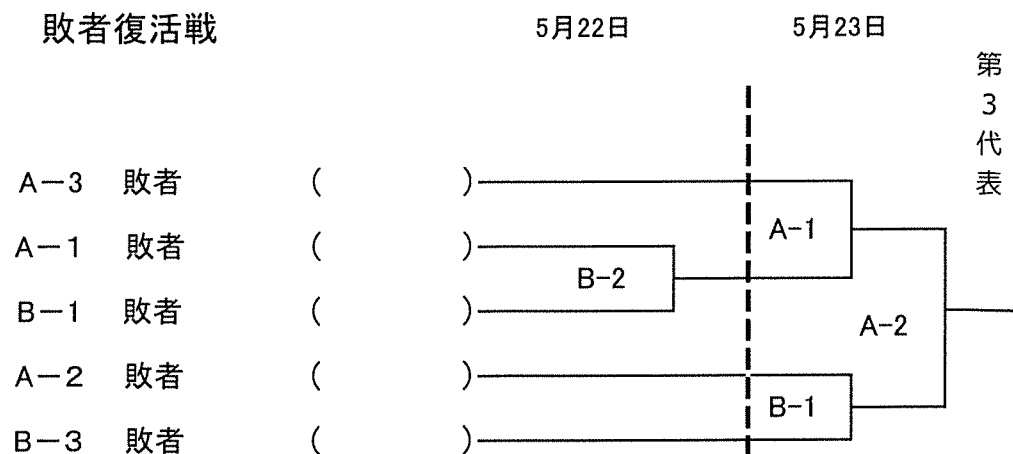 敗者復活戦 5月22日 5月23日
第3代表
A－3 敗者 ( )
A－1 敗者 ( )
B－1 敗者 ( )
A－2 敗者 ( )
B－3 敗者 ( )
A-1
B-2
A-2
B-1